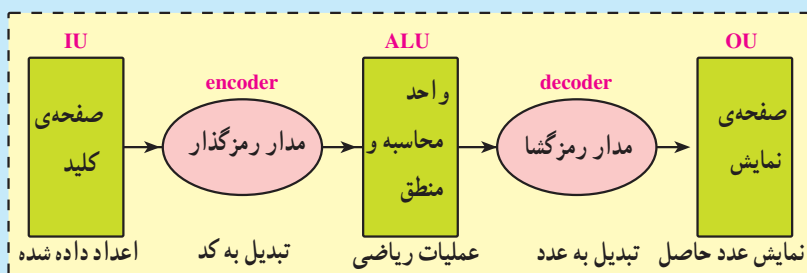 IU
صفحه‌ی
کلید
اعداد داده شده
encoder
مدار رمزگذار
تبدیل به کد
ALU
واحد
محاسبه و
منطق
عملیات ریاضی
decoder
مدار رمزگشا
تبدیل به عدد
OU
صفحه‌ی
نمایش
نمایش عدد حاصل